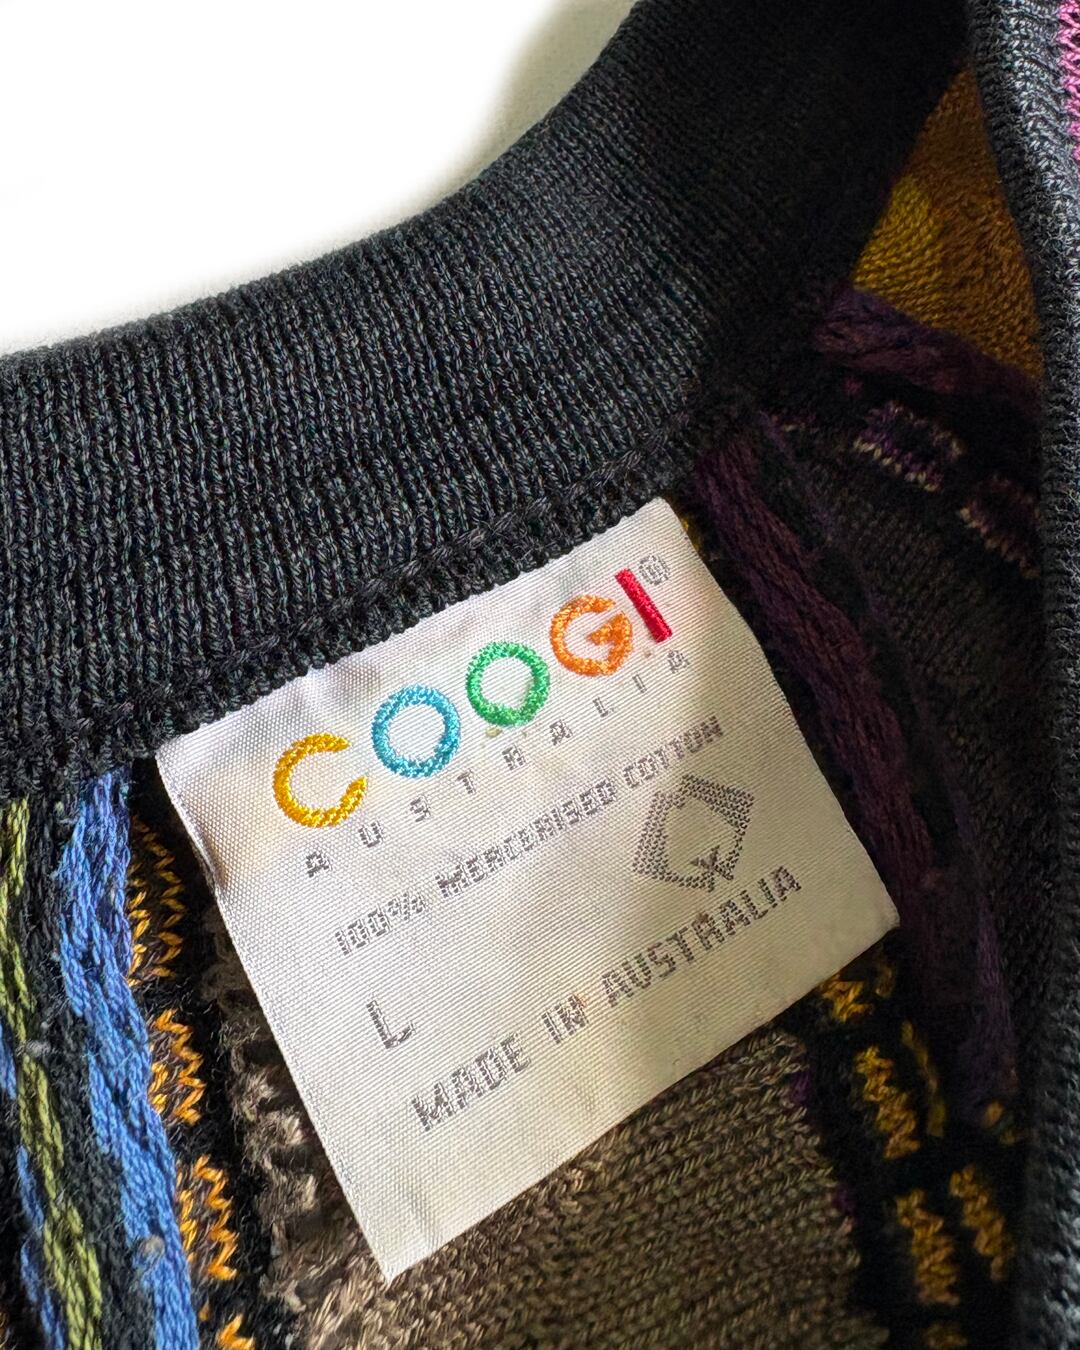 COOGI®
AUSTRALIA
100% MERCERISED COTTON
L
MADE IN AUSTRALIA